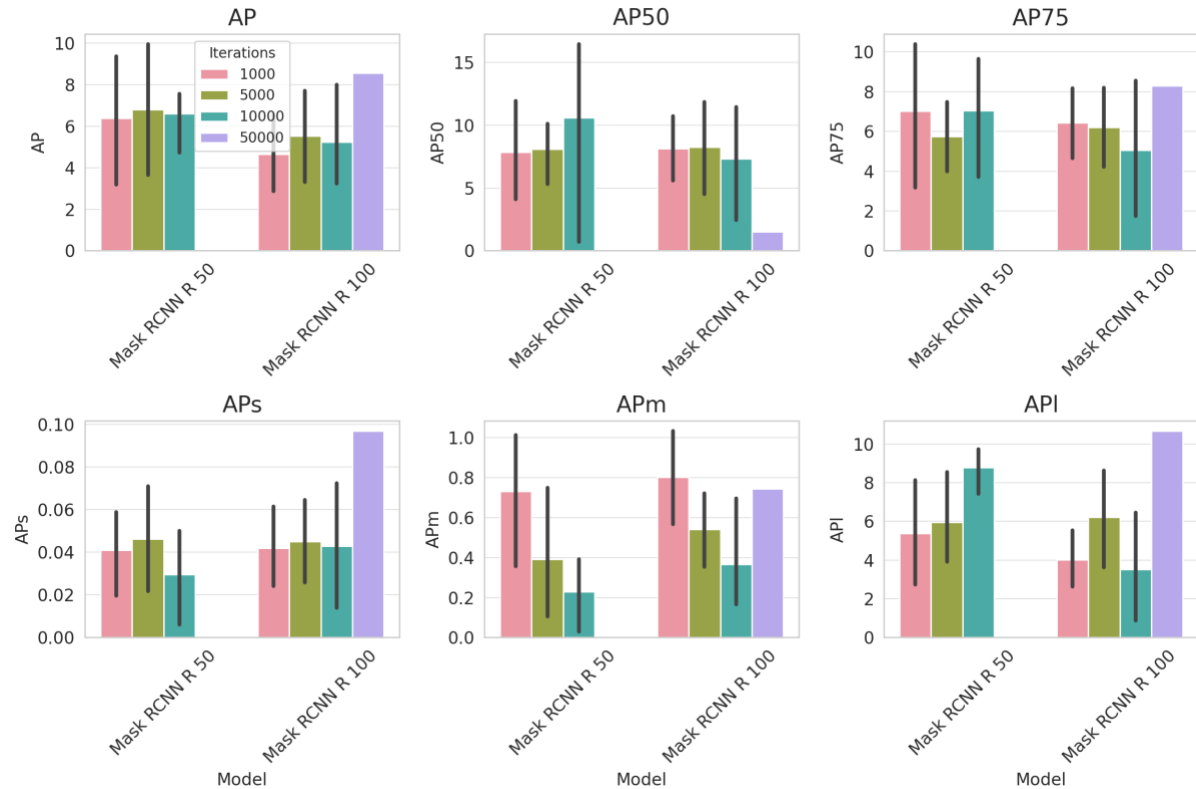 AP
AP
10
8
6
4
2
0
Iterations
1000
5000
10000
50000
Mask RCNN R 50
Mask RCNN R 100
AP50
AP50
15
10
5
0
Mask RCNN R 50
Mask RCNN R 100
AP75
AP75
10
8
6
4
2
0
Mask RCNN R 50
Mask RCNN R 100
APs
APs
0.10
0.08
0.06
0.04
0.02
0.00
Mask RCNN R 50
Mask RCNN R 100
Model
APm
APm
1.0
0.8
0.6
0.4
0.2
0.0
Mask RCNN R 50
Mask RCNN R 100
Model
APl
APl
10
8
6
4
2
0
Mask RCNN R 50
Mask RCNN R 100
Model